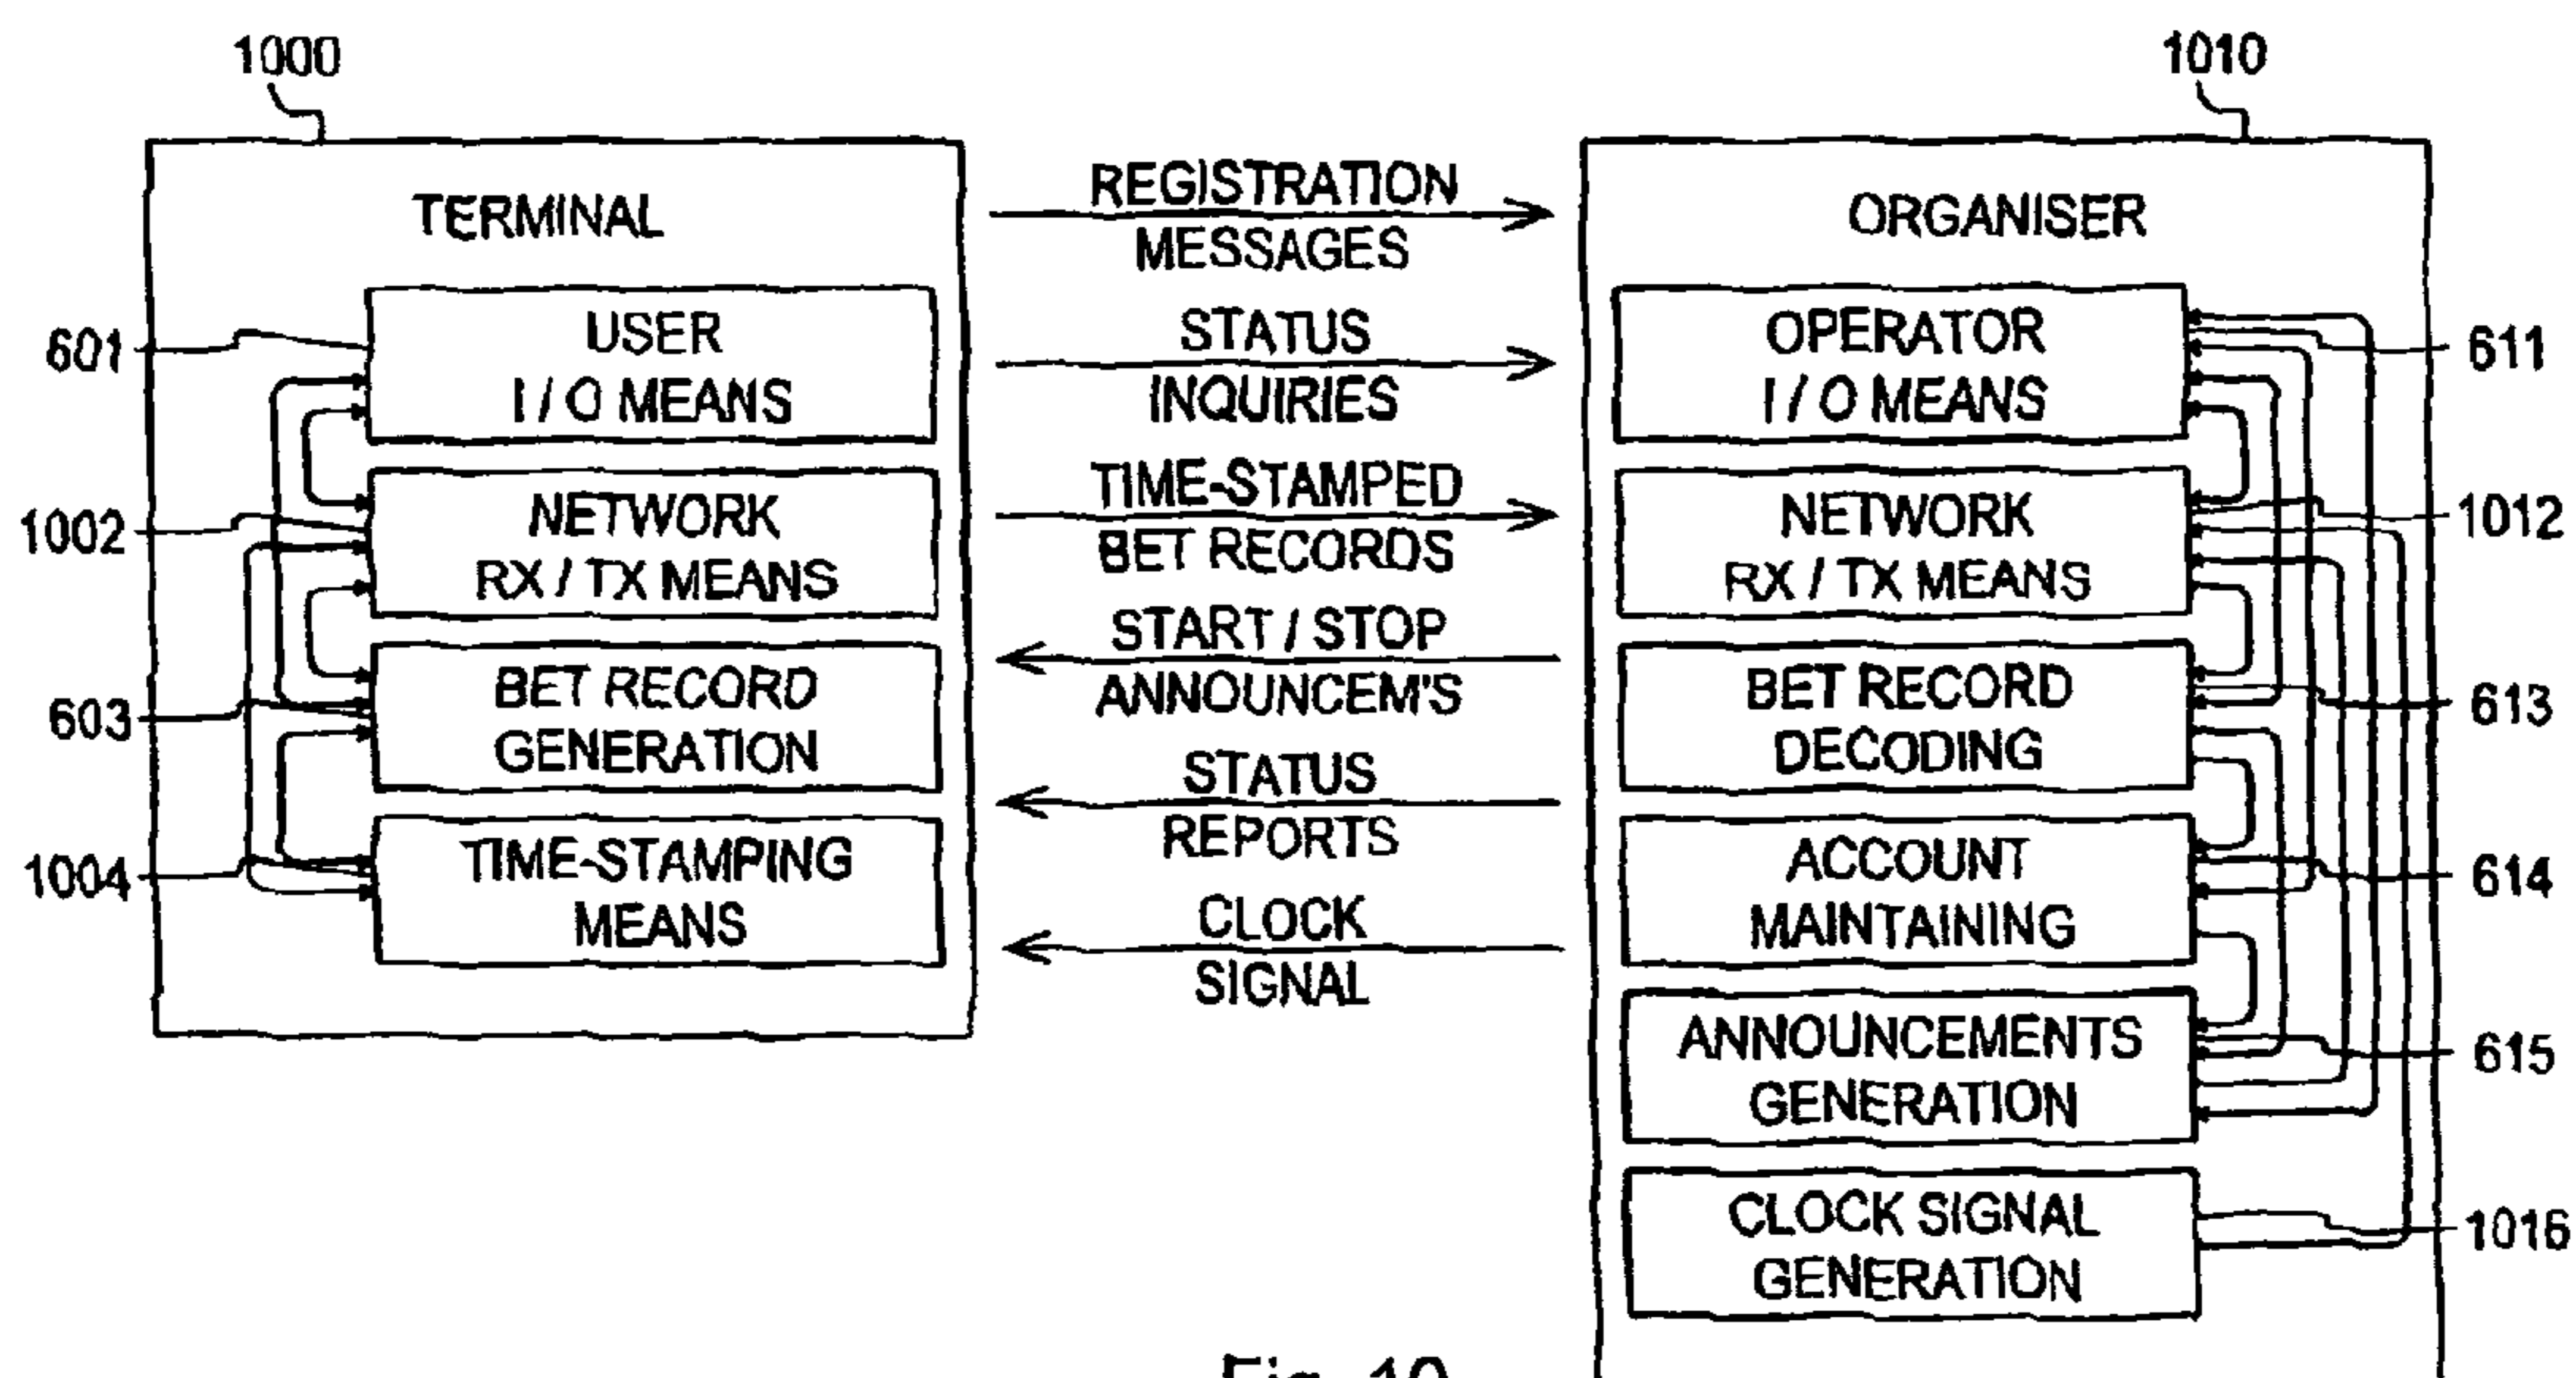 1000
1010
TERMINAL
ORGANISER
REGISTRATION
MESSAGES
STATUS
INQUIRIES
TIME-STAMPED
BET RECORDS
START / STOP
ANNOUNCEM'S
STATUS
REPORTS
CLOCK
SIGNAL
601
USER
I / O MEANS
1002
NETWORK
RX / TX MEANS
603
BET RECORD
GENERATION
1004
TIME-STAMPING
MEANS
OPERATOR
I / O MEANS
611
NETWORK
RX / TX MEANS
1012
BET RECORD
DECODING
613
ACCOUNT
MAINTAINING
614
ANNOUNCEMENTS
GENERATION
615
CLOCK SIGNAL
GENERATION
1016
Fig. 10